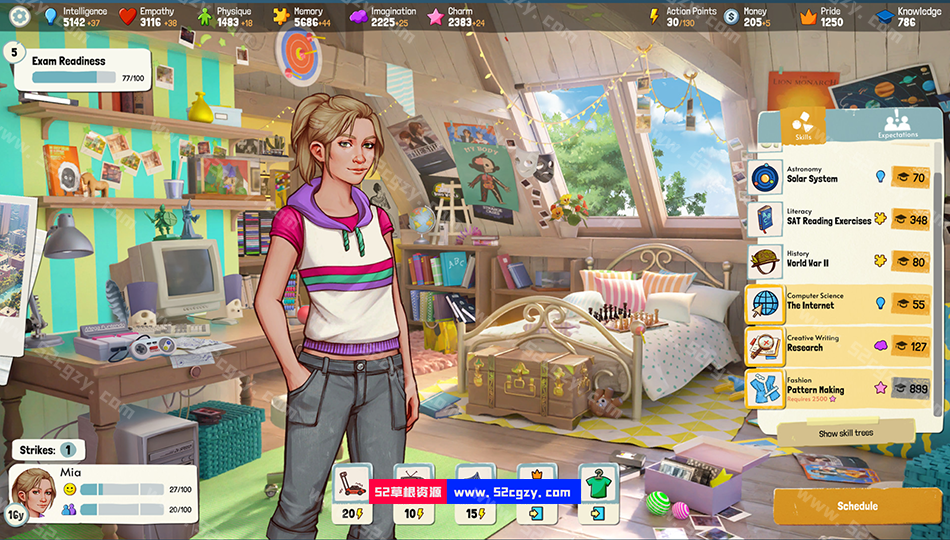 Intelligence
5142 +37
Empathy
3116 +39
Physique
1483 +18
Memory
5686 +44
Imagination
2225 +25
Charm
2383 +24
Action Points
30/130
Money
205 +5
Pride
1250
Knowledge
786
5
Exam Readiness
77/100
Skills
Expectations
Astronomy
Solar System
70
Literacy
SAT Reading Exercises
348
History
World War II
80
Computer Science
The Internet
55
Creative Writing
Research
127
Fashion
Pattern Making
Requires 2500
899
Show skill trees
Schedule
Strikes: 1
Mia
27/100
20/100
16y
20
10
15
52草根资源
www.52cgzy.com
ABC